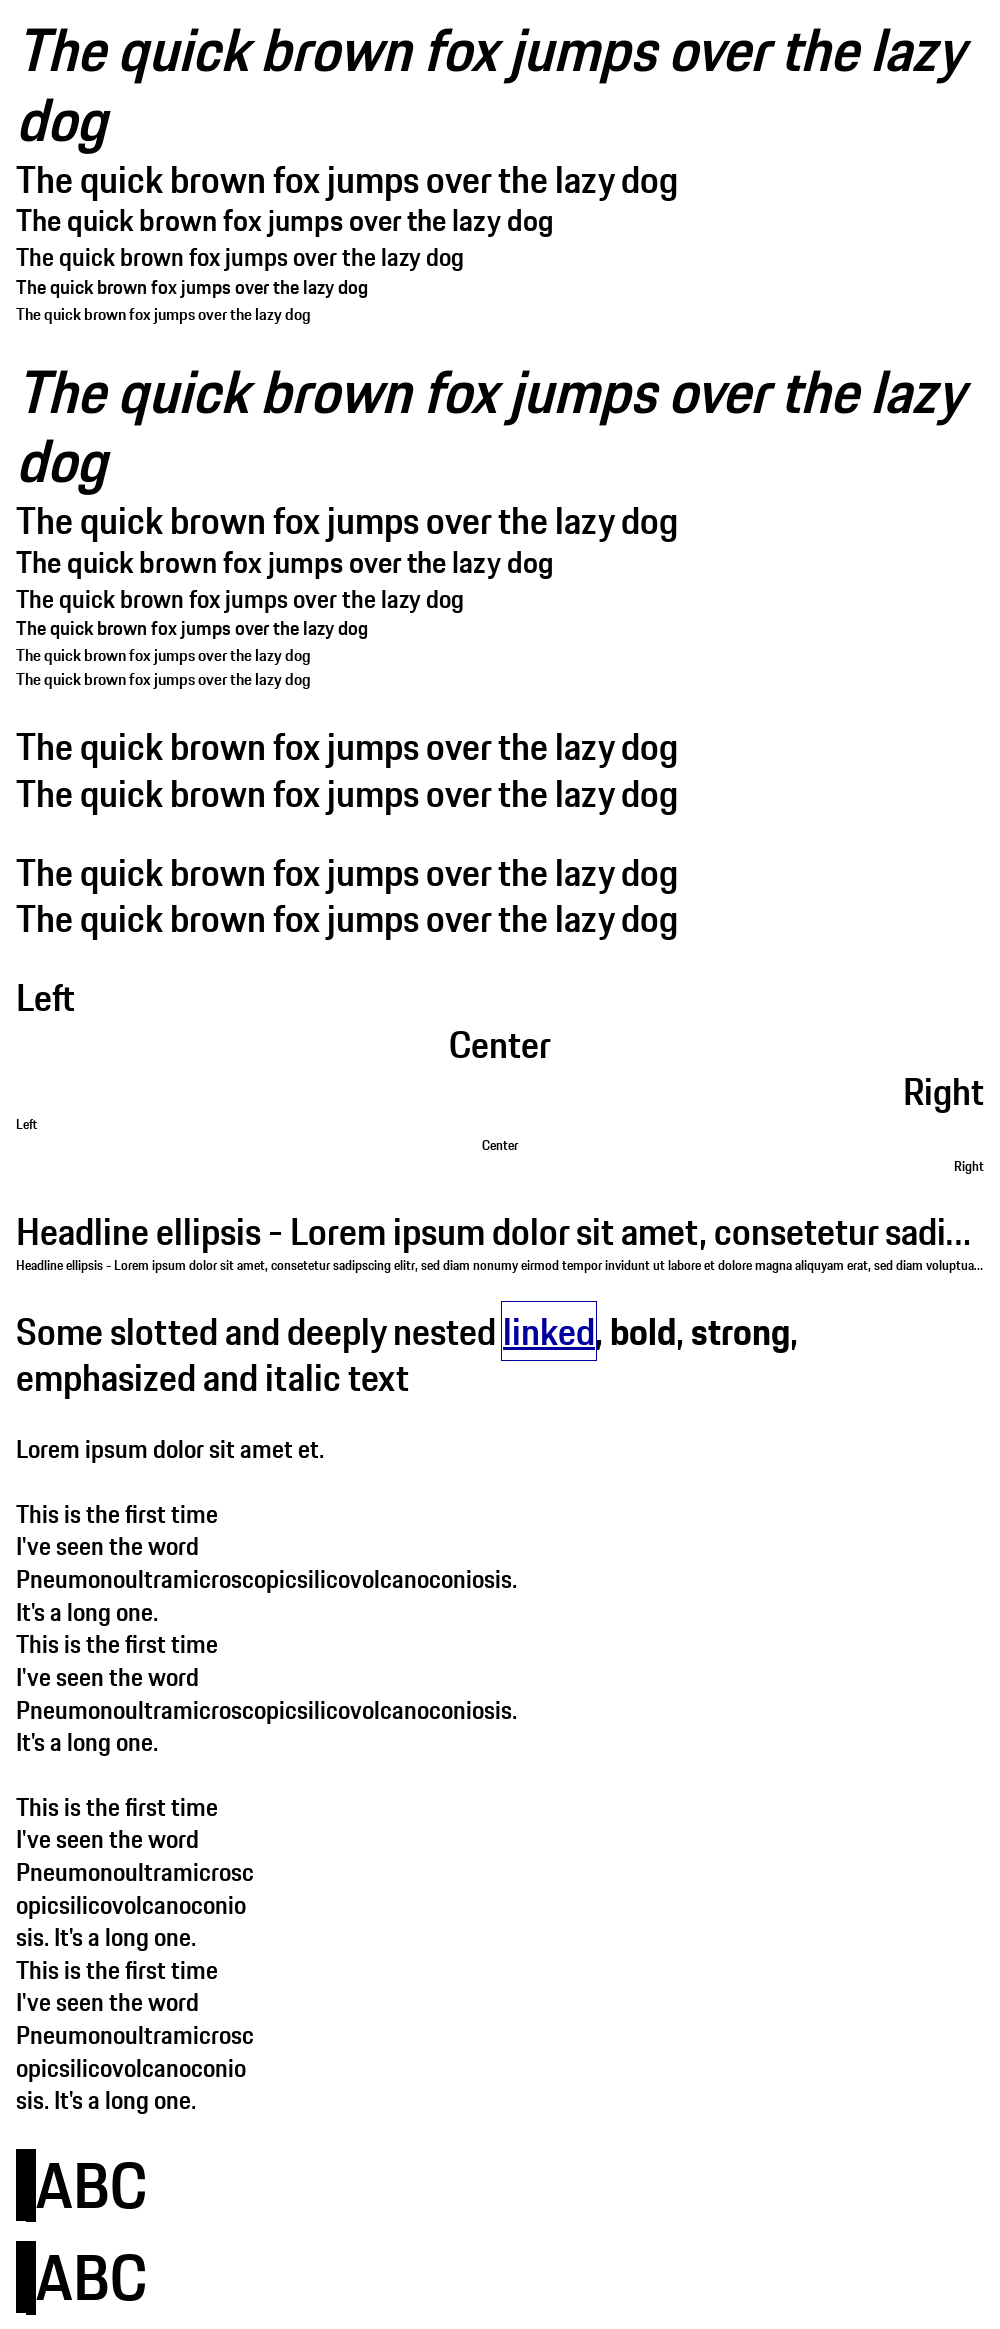 The quick brown fox jumps over the lazy
dog
The quick brown fox jumps over the lazy dog
The quick brown fox jumps over the lazy dog
The quick brown fox jumps over the lazy dog
The quick brown fox jumps over the lazy dog
The quick brown fox jumps over the lazy dog
The quick brown fox jumps over the lazy
dog
The quick brown fox jumps over the lazy dog
The quick brown fox jumps over the lazy dog
The quick brown fox jumps over the lazy dog
The quick brown fox jumps over the lazy dog
The quick brown fox jumps over the lazy dog
The quick brown fox jumps over the lazy dog
The quick brown fox jumps over the lazy dog
The quick brown fox jumps over the lazy dog
The quick brown fox jumps over the lazy dog
The quick brown fox jumps over the lazy dog
Left
Center
Right
Left
Center
Right
Headline ellipsis - Lorem ipsum dolor sit amet, consetetur sadi...
Headline ellipsis - Lorem ipsum dolor sit amet, consetetur sadipscing elitr, sed diam nonumy eirmod tempor invidunt ut labore et dolore magna aliquyam erat, sed diam voluptua...
Some slotted and deeply nested linked, bold, strong,
emphasized and italic text
Lorem ipsum dolor sit amet et.
This is the first time
I've seen the word
Pneumonoultramicroscopicsilicovolcanoconiosis.
It's a long one.
This is the first time
I've seen the word
Pneumonoultramicroscopicsilicovolcanoconiosis.
It's a long one.
This is the first time
I've seen the word
Pneumonoultramicrosc
opicsilicovolcanoconio
sis. It's a long one.
This is the first time
I've seen the word
Pneumonoultramicrosc
opicsilicovolcanoconio
sis. It's a long one.
ABC
ABC